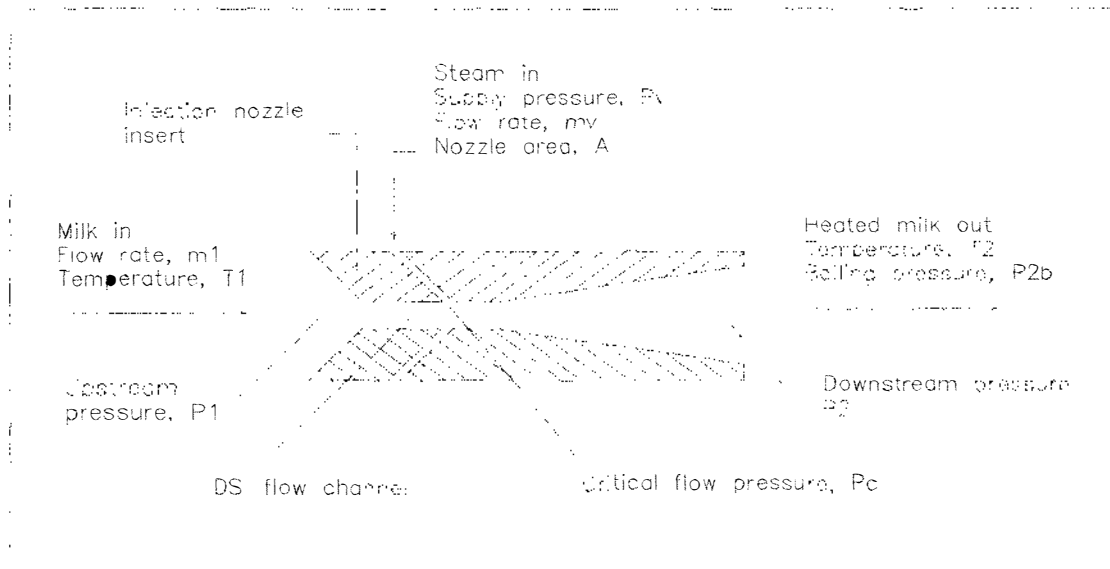 Steam in
Supply pressure, Pv
Flow rate, mv
Nozzle area, A
Injection nozzle
insert
Milk in
Flow rate, m1
Temperature, T1
Heated milk out
Temperature, T2
Boiling pressure, P2b
Upstream
pressure, P1
Downstream pressure
P2
DS flow channel
Critical flow pressure, Pc